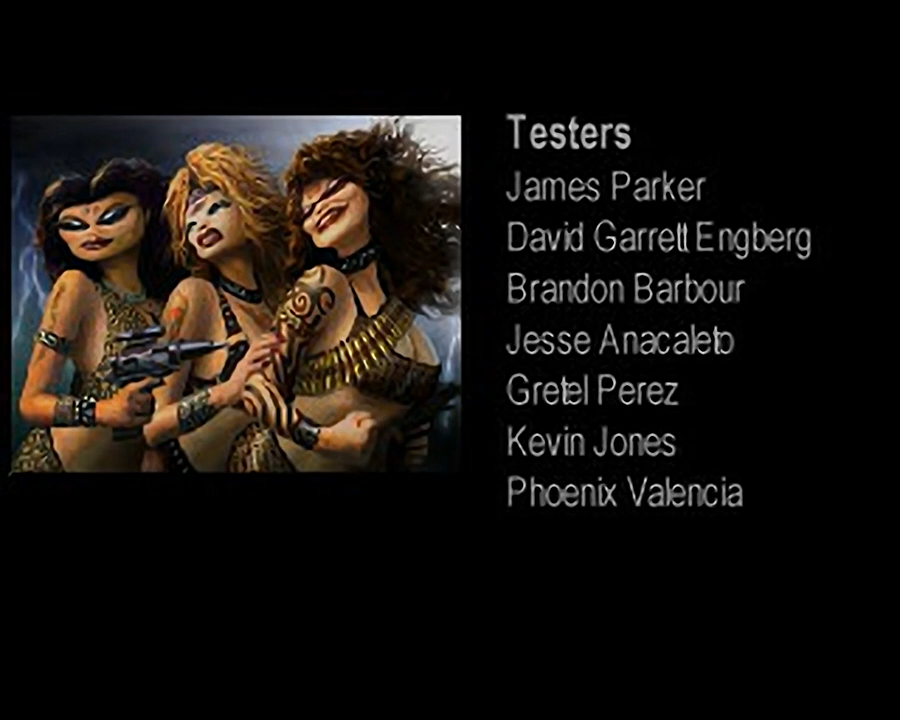 Testers
James Parker
David Garrett Engberg
Brandon Barbour
Jesse Anacaleto
Gretel Perez
Kevin Jones
Phoenix Valencia